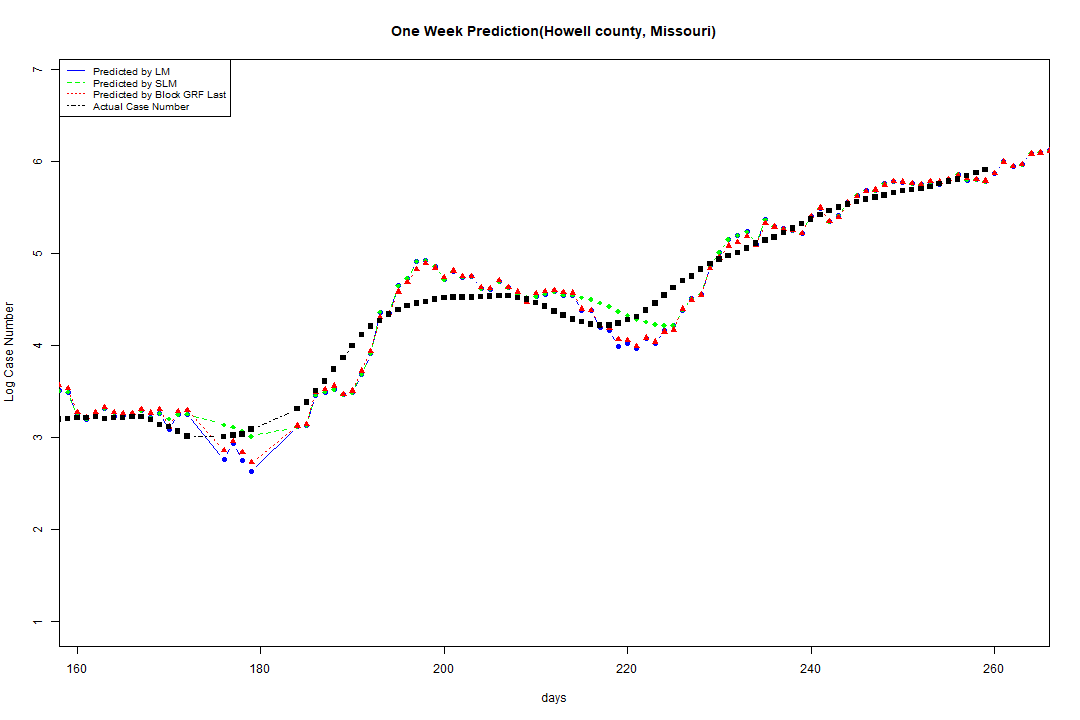 One Week Prediction(Howell county, Missouri)
Predicted by LM
Predicted by SLM
Predicted by Block GRF Last
Actual Case Number
Log Case Number
7
6
5
4
3
2
1
160 180 200 220 240 260
days